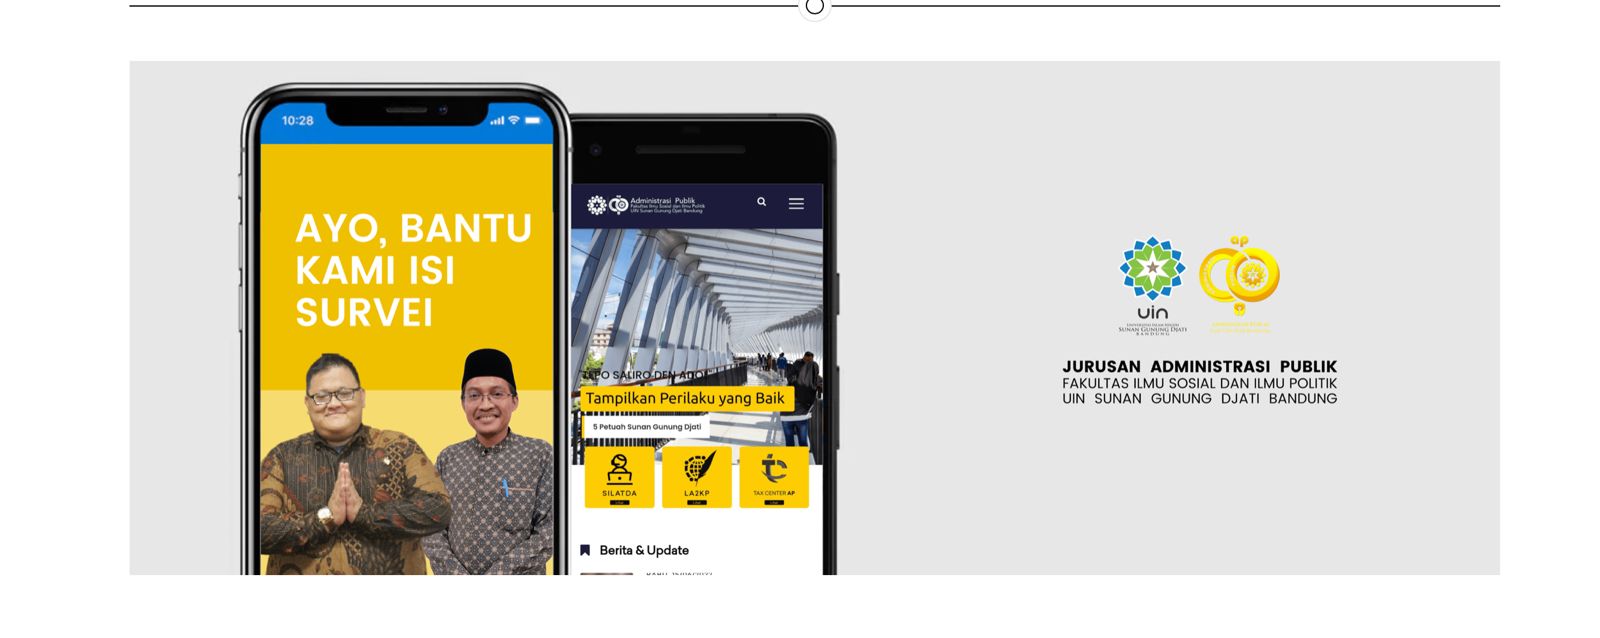 10:28
AYO, BANTU
KAMI ISI
SURVEI
Administrasi Publik
Fakultas Ilmu Sosial dan Ilmu Politik
UIN Sunan Gunung Djati Bandung
SALIRO DEN
Tampilkan Perilaku yang Baik
5 Petuah Sunan Gunung Djati
SILATDA
LA2KP
TAX CENTER AP
Berita & Update
ap
uin
UNIVERSITAS ISLAM NEGERI
SUNAN GUNUNG DJATI
BANDUNG
JURUSAN ADMINISTRASI PUBLIK
FAKULTAS ILMU SOSIAL DAN ILMU POLITIK
UIN SUNAN GUNUNG DJATI BANDUNG